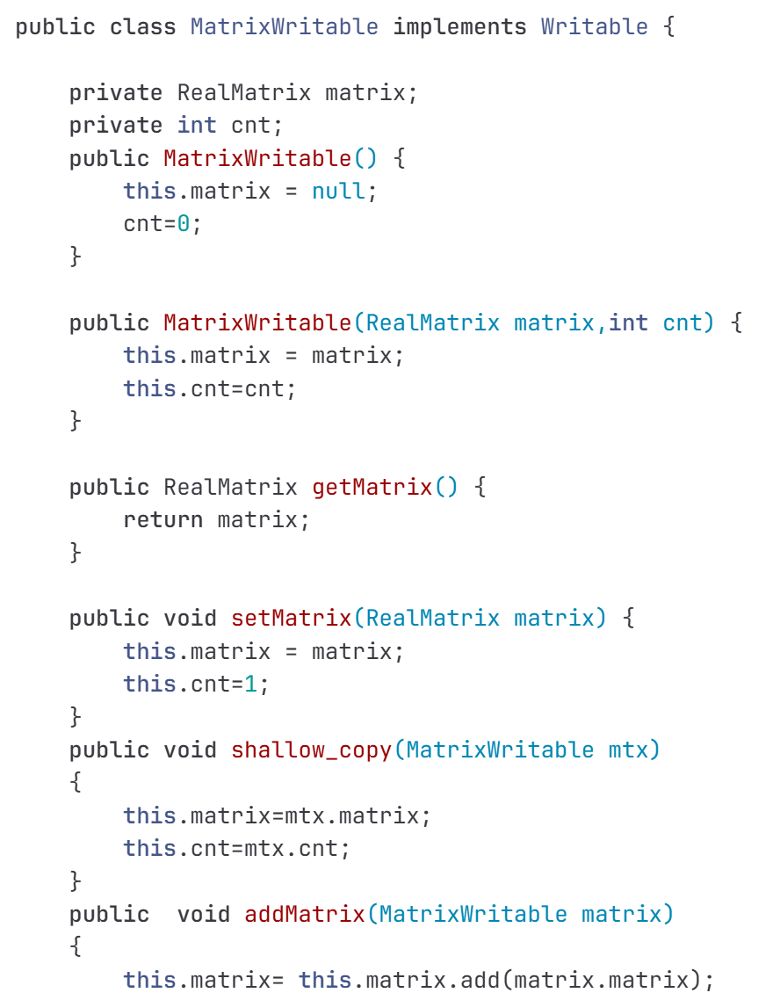 public class MatrixWritable implements Writable {
    private RealMatrix matrix;
    private int cnt;
    public MatrixWritable() {
        this.matrix = null;
        cnt=0;
    }
    public MatrixWritable(RealMatrix matrix,int cnt) {
        this.matrix = matrix;
        this.cnt=cnt;
    }
    public RealMatrix getMatrix() {
        return matrix;
    }
    public void setMatrix(RealMatrix matrix) {
        this.matrix = matrix;
        this.cnt=1;
    }
    public void shallow_copy(MatrixWritable mtx)
    {
        this.matrix=mtx.matrix;
        this.cnt=mtx.cnt;
    }
    public  void addMatrix(MatrixWritable matrix)
    {
        this.matrix= this.matrix.add(matrix.matrix);